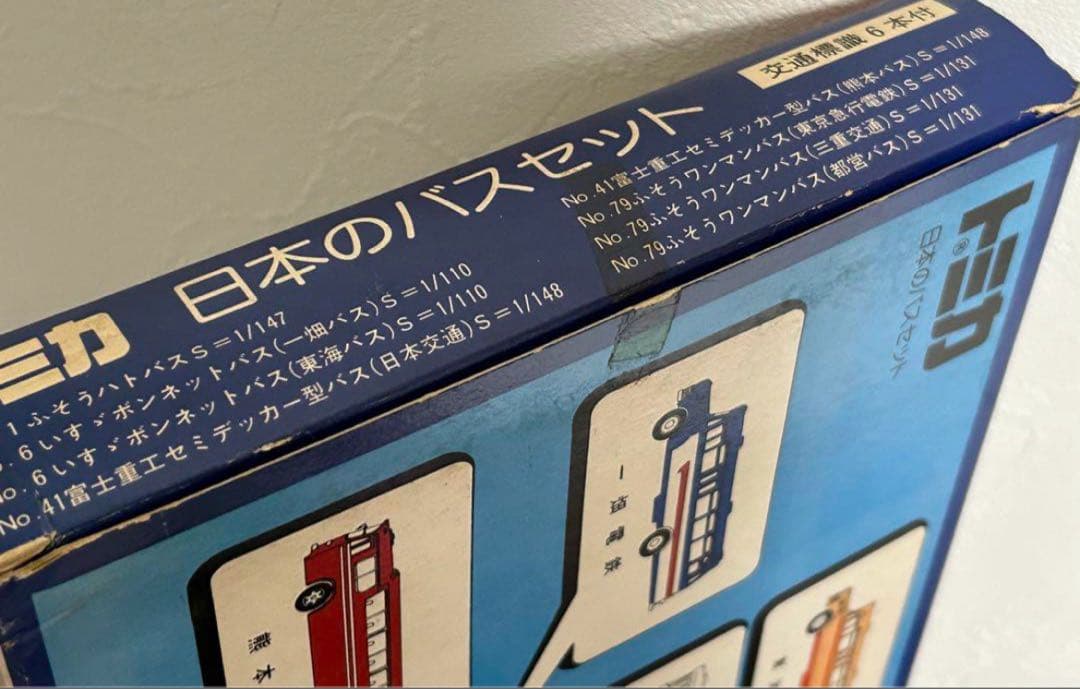 ミカ
日本のバスセット
1 ふそうハトバスS＝1/147
6いすゞボンネットバス(一畑バス)S＝1/110
No.6いすゞボンネットバス(東海バス)S＝1/110
No.41富士重工セミデッカー型バス(日本交通)S＝1/148
交通標識6本付
No.41富士重工セミデッカー型バス(熊本バス)S＝1/148
No.79ふそうワンマンバス(東京急行電鉄)S＝1/131
No.79ふそうワンマンバス(三重交通)S＝1/131
No.79ふそうワンマンバス(都営バス)S＝1/131
トミカ®
日本のバスセット
一畑電鉄
熊本